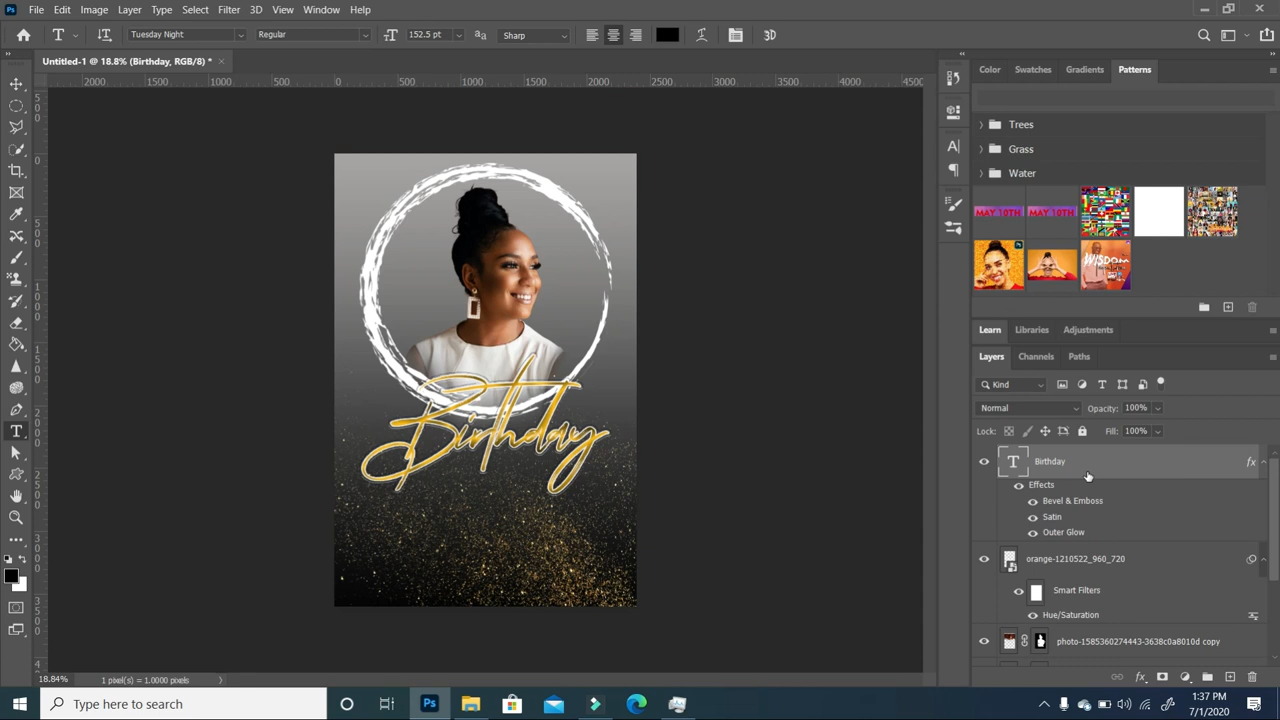 Ps File Edit Image Layer Type Select Filter 3D View Window Help
T Tuesday Night Regular 152.5 pt Sharp 3D
Untitled-1 @ 18.8% (Birthday, RGB/8) *
Color Swatches Gradients Patterns
2000 1500 1000 500 0 500 1000 1500 2000 2500 3000 3500 4000 4500
Trees
Grass
Water
MAY 10TH MAY 10TH
WISDOM
Learn Libraries Adjustments
Layers Channels Paths
Kind
Normal Opacity: 100%
Lock: Fill: 100%
T Birthday fx
Effects
Bevel & Emboss
Satin
Outer Glow
orange-1210522_960_720
Smart Filters
Hue/Saturation
photo-1585360274443-3638c0a8010d copy
Birthday
18.84% 1 pixel(s) = 1.0000 pixels
Type here to search
Ps
1:37 PM
7/1/2020